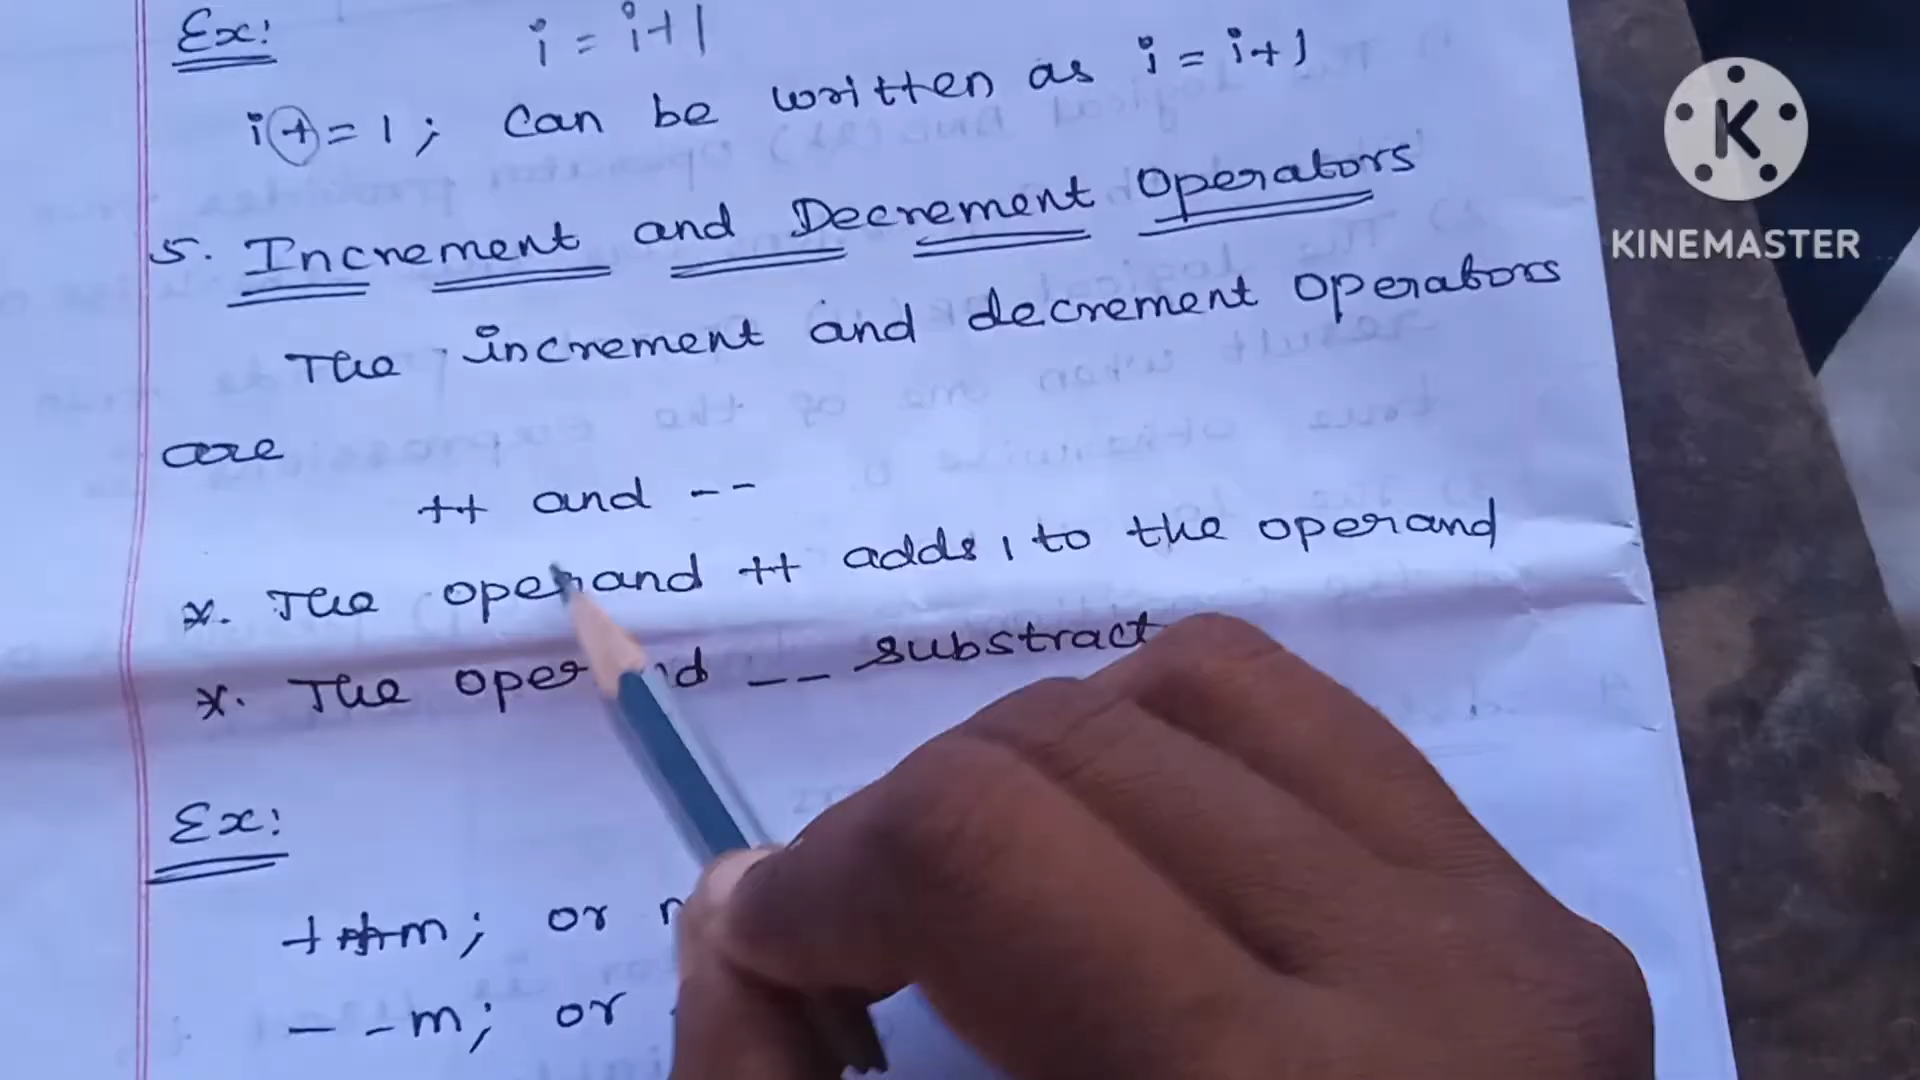 Ex:
i = i+1
i+=1; can be written as i = i+1
5. Increment and Decrement Operators
The increment and decrement operators
are
++ and --
*. The operand ++ adds 1 to the operand
*. The operand -- substract
Ex:
++m; or
--m; or
K
KINEMASTER